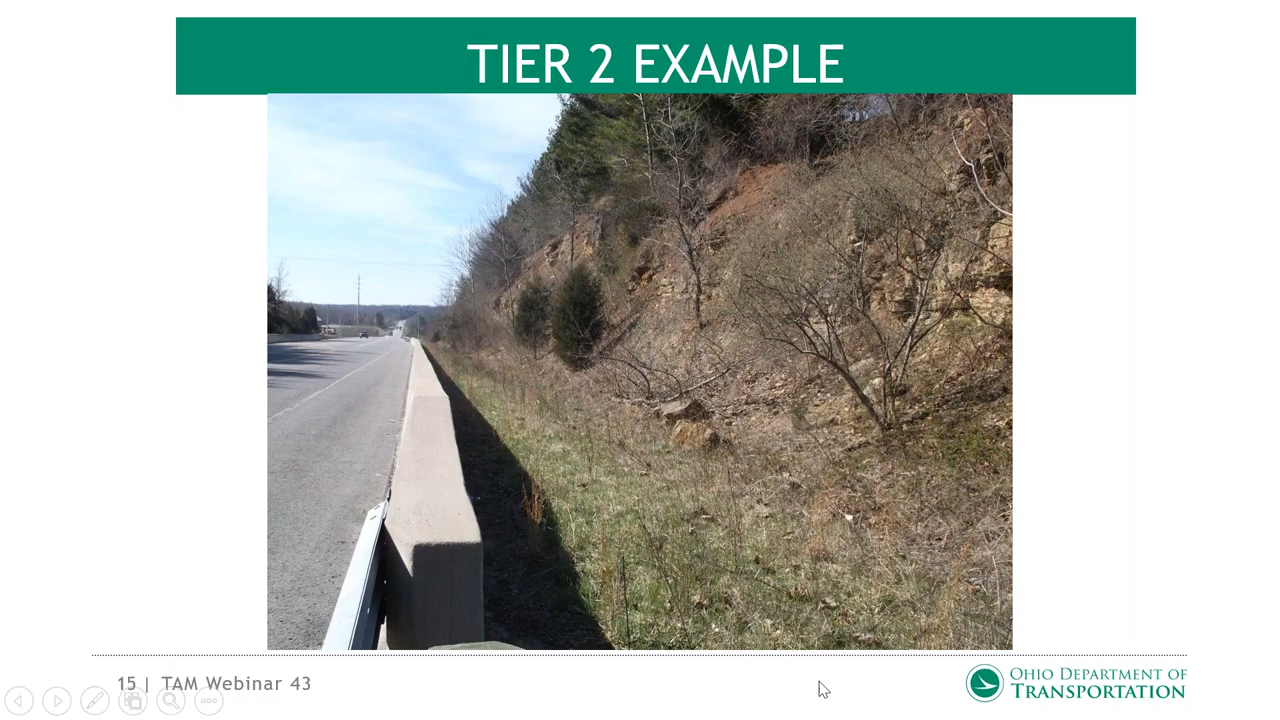 TIER 2 EXAMPLE
15 | TAM Webinar 43
OHIO DEPARTMENT OF
TRANSPORTATION